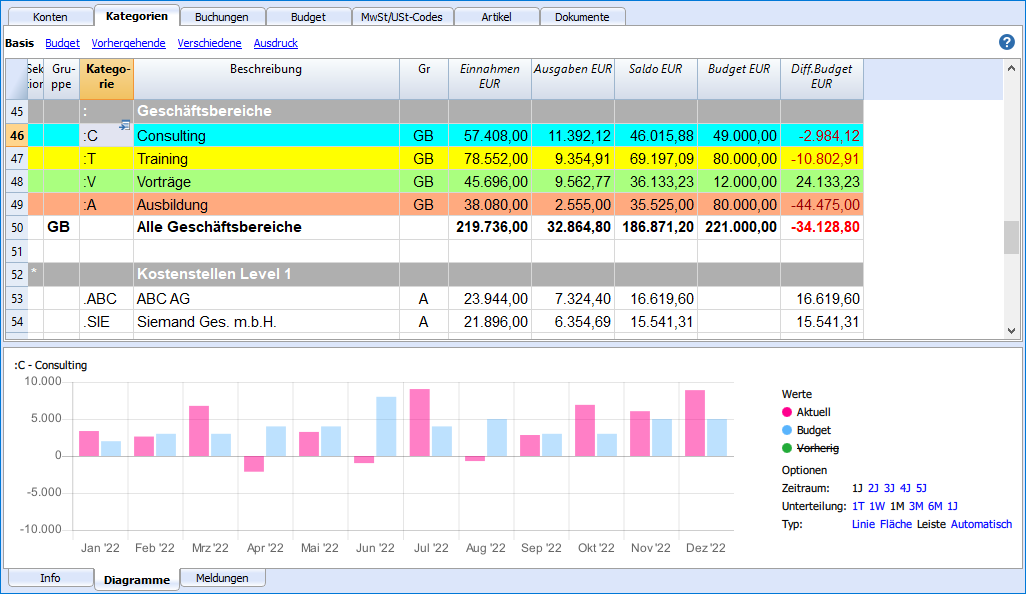 Konten Kategorien Buchungen Budget MwSt/USt-Codes Artikel Dokumente
Basis Budget Vorhergehende Verschiedene Ausdruck ?
Sek Gru- Katego- Beschreibung Gr Einnahmen Ausgaben EUR Saldo EUR Budget EUR Diff.Budget
tion ppe rie EUR EUR
45 : Geschäftsbereiche
46 :C Consulting GB 57.408,00 11.392,12 46.015,88 49.000,00 -2.984,12
47 :T Training GB 78.552,00 9.354,91 69.197,09 80.000,00 -10.802,91
48 :V Vorträge GB 45.696,00 9.562,77 36.133,23 12.000,00 24.133,23
49 :A Ausbildung GB 38.080,00 2.555,00 35.525,00 80.000,00 -44.475,00
50 GB Alle Geschäftsbereiche 219.736,00 32.864,80 186.871,20 221.000,00 -34.128,80
51
52 * Kostenstellen Level 1
53 .ABC ABC AG A 23.944,00 7.324,40 16.619,60 16.619,60
54 .SIE Siemand Ges. m.b.H. A 21.896,00 6.354,69 15.541,31 15.541,31
:C - Consulting
10.000
5.000
0
-5.000
-10.000
Jan '22 Feb '22 Mrz '22 Apr '22 Mai '22 Jun '22 Jul '22 Aug '22 Sep '22 Okt '22 Nov '22 Dez '22
Werte
Aktuell
Budget
Vorherig
Optionen
Zeitraum: 1J 2J 3J 4J 5J
Unterteilung: 1T 1W 1M 3M 6M 1J
Typ: Linie Fläche Leiste Automatisch
Info Diagramme Meldungen